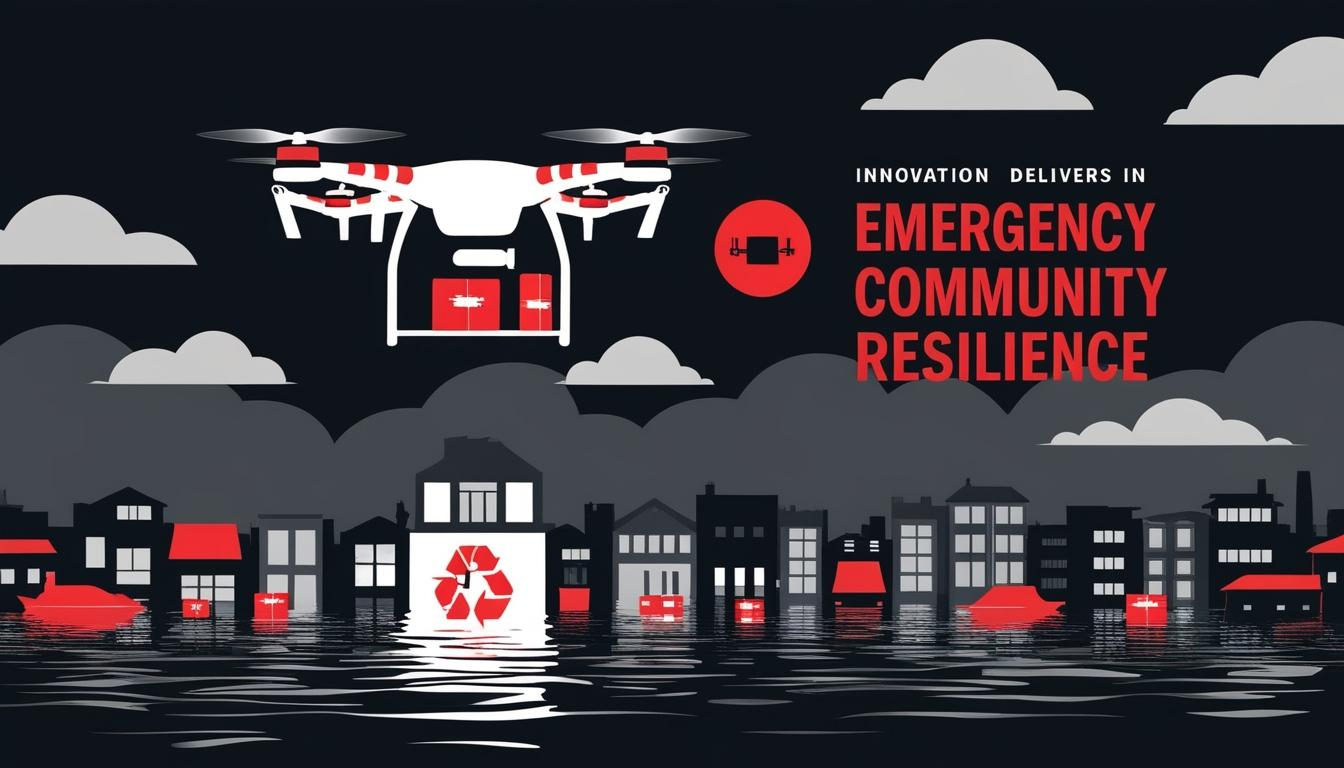 INNOVATION DELIVERS IN
EMERGENCY
COMMUNITY
RESILIENCE